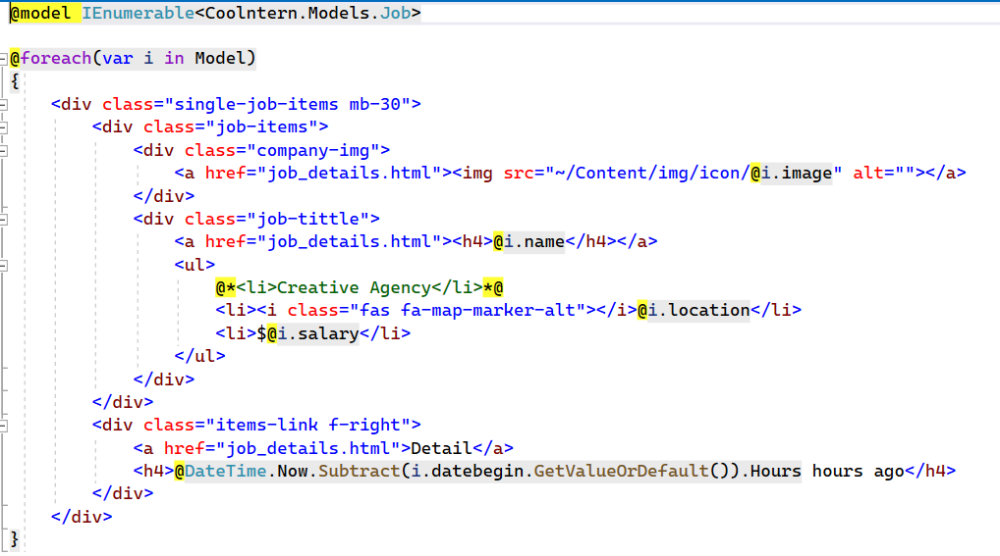 @model IEnumerable<Coolntern.Models.Job>
@foreach(var i in Model)
{
<div class="single-job-items mb-30">
<div class="job-items">
<div class="company-img">
<a href="job_details.html"><img src="~/Content/img/icon/@i.image" alt=""></a>
</div>
<div class="job-tittle">
<a href="job_details.html"><h4>@i.name</h4></a>
<ul>
@*<li>Creative Agency</li>*@
<li><i class="fas fa-map-marker-alt"></i>@i.location</li>
<li>$@i.salary</li>
</ul>
</div>
</div>
<div class="items-link f-right">
<a href="job_details.html">Detail</a>
<h4>@DateTime.Now.Subtract(i.datebegin.GetValueOrDefault()).Hours hours ago</h4>
</div>
</div>
}